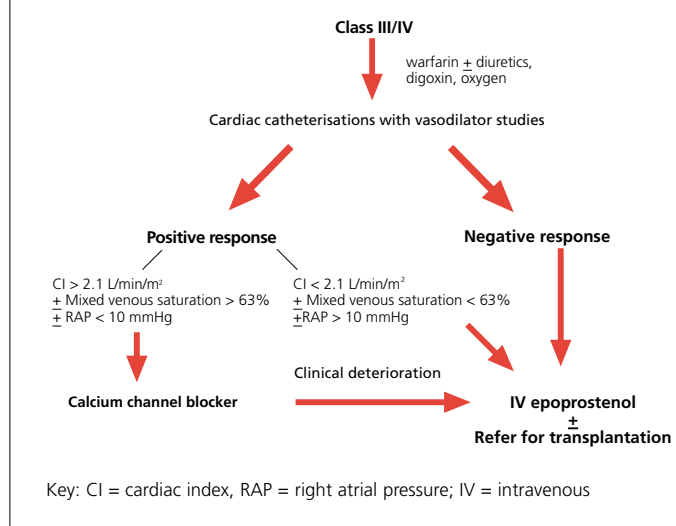 Class III/IV
warfarin ± diuretics,
digoxin, oxygen
Cardiac catheterisations with vasodilator studies
Positive response
Negative response
CI > 2.1 L/min/m²
± Mixed venous saturation > 63%
± RAP < 10 mmHg
CI < 2.1 L/min/m²
± Mixed venous saturation < 63%
±RAP > 10 mmHg
Clinical deterioration
Calcium channel blocker
IV epoprostenol
±
Refer for transplantation
Key: CI = cardiac index, RAP = right atrial pressure; IV = intravenous